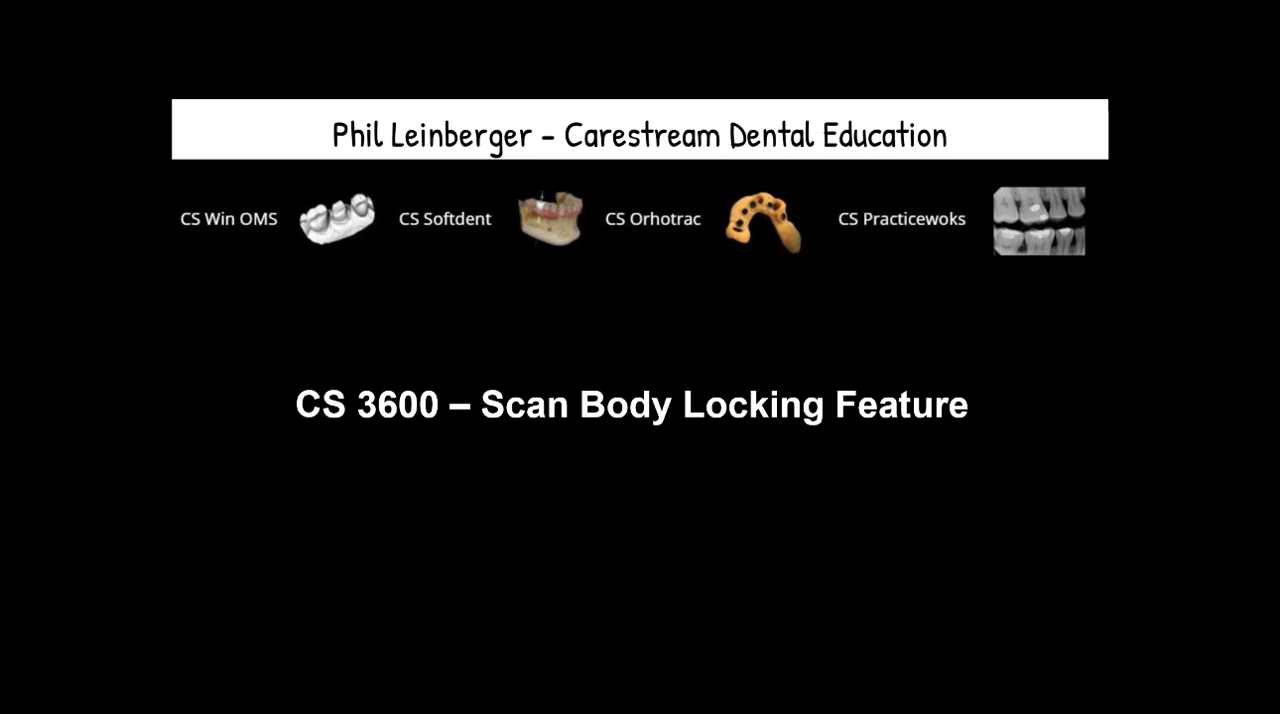 Phil Leinberger - Carestream Dental Education
CS Win OMS CS Softdent CS Orhotrac CS Practicewoks
CS 3600 – Scan Body Locking Feature